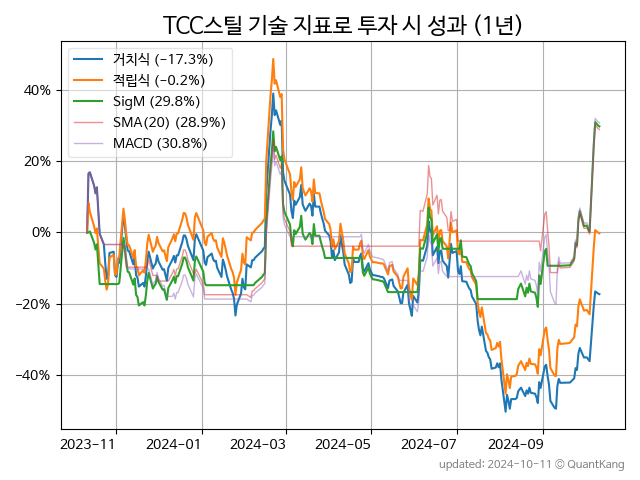 TCC스틸 기술 지표로 투자 시 성과 (1년)
거치식 (−17.3%)
적립식 (−0.2%)
SigM (29.8%)
SMA(20) (28.9%)
MACD (30.8%)
40%
20%
0%
−20%
−40%
2023−11 2024−01 2024−03 2024−05 2024−07 2024−09
updated: 2024-10-11 © QuantKang